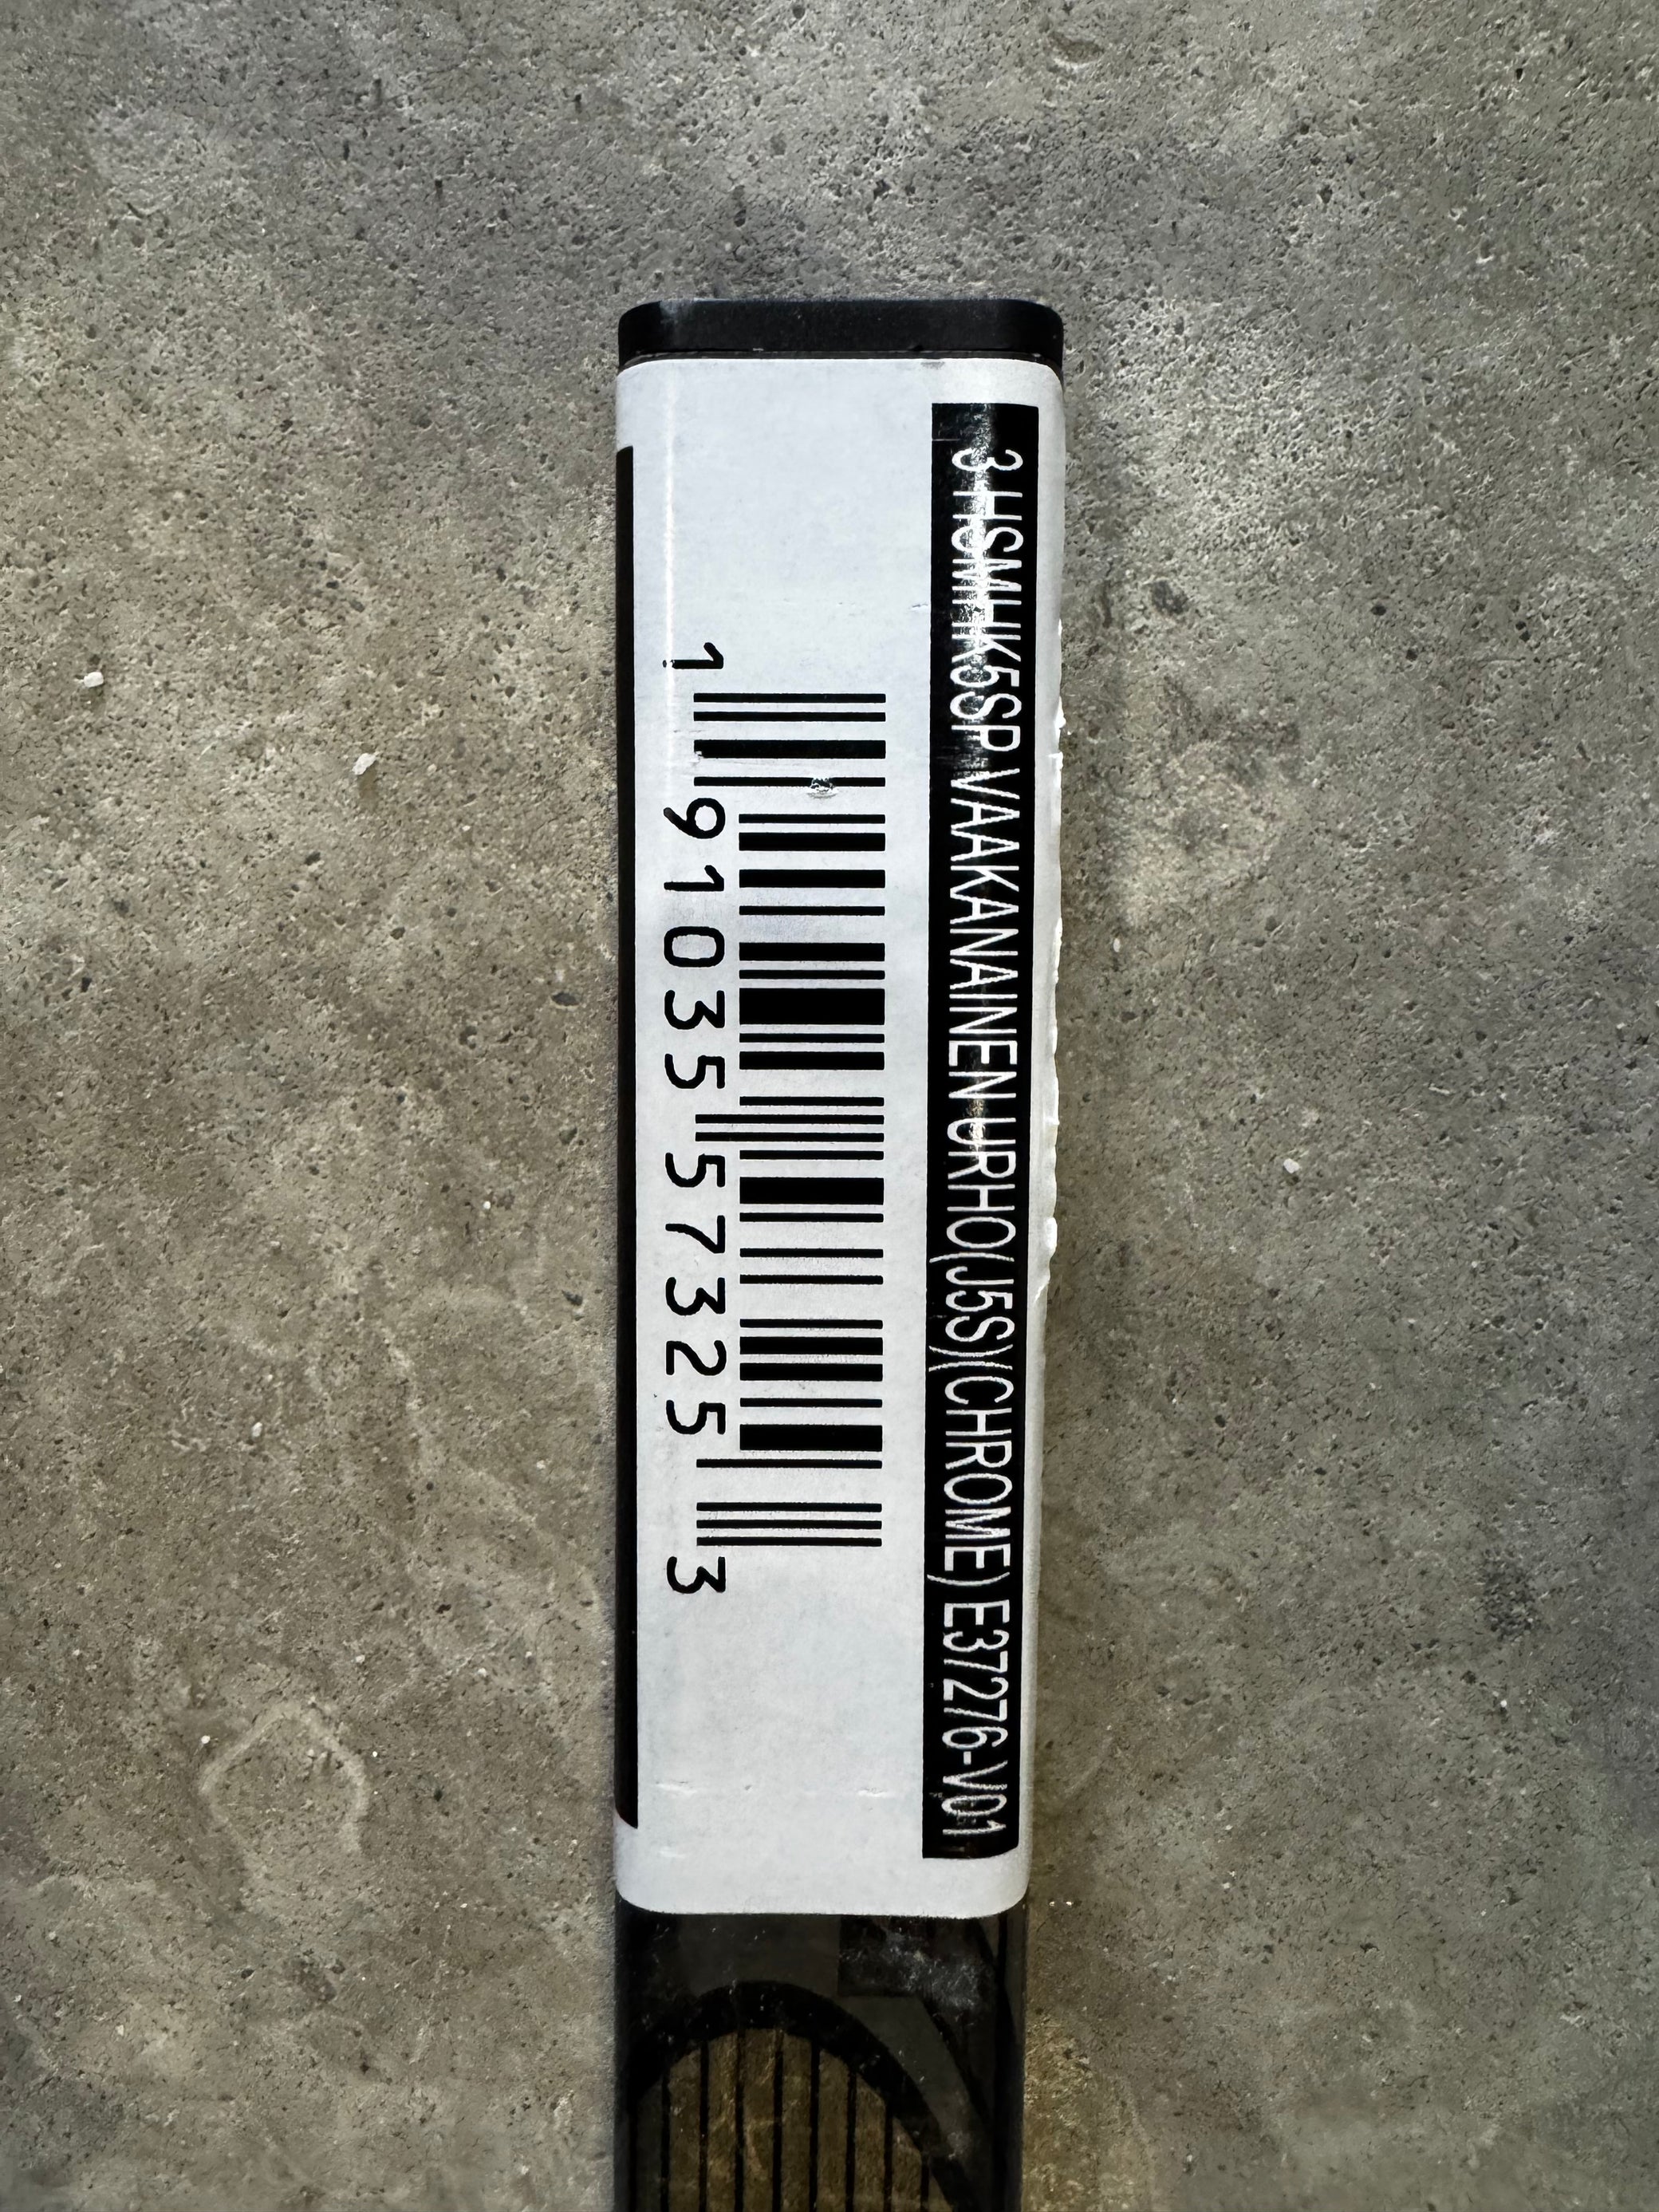 3 HSMHK5SP VAAKANAINEN URHO(J5S)(CHROME) E37276-V01
1 91035 57325 3